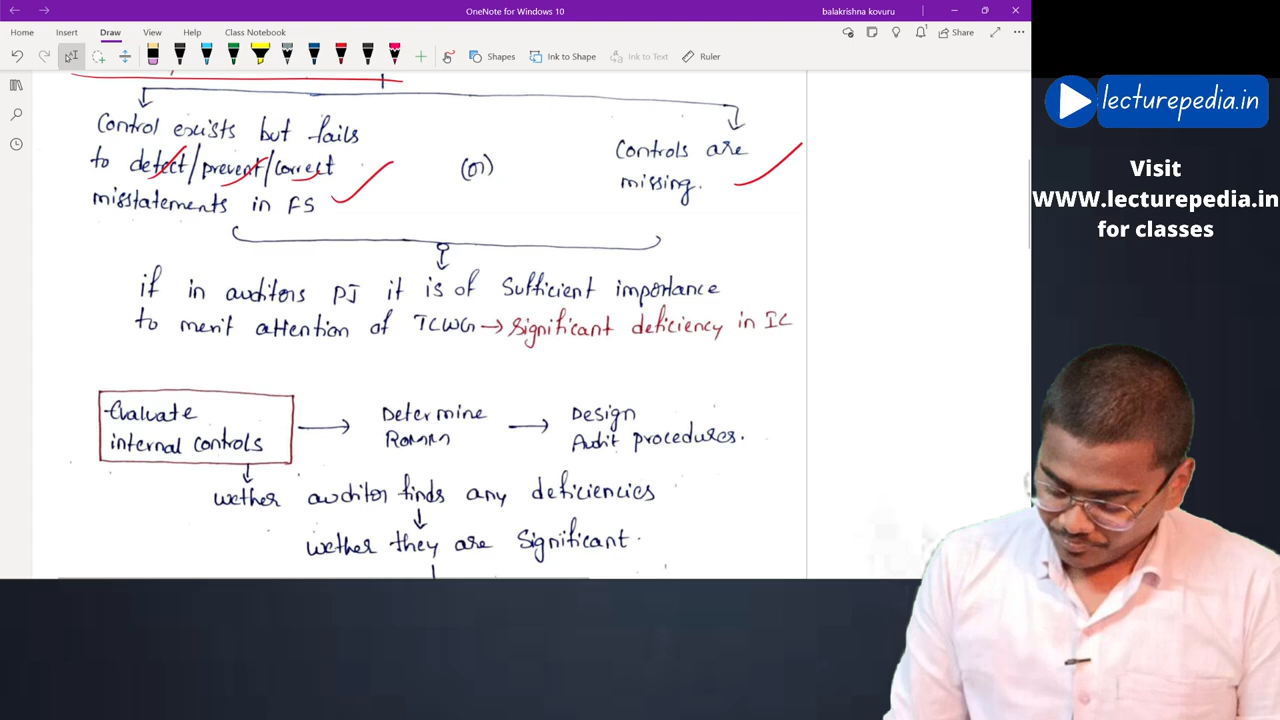 OneNote for Windows 10
balakrishna kovuru
Home Insert Draw View Help Class Notebook
Share
Shapes
Ink to Shape
Ink to Text
Ruler
lecturepedia.in
Visit
WWW.lecturepedia.in
for classes
Control exists but fails
to detect/prevent/correct
misstatements in FS
(or)
Controls are
missing.
if in auditors PJ it is of Sufficient importance
to merit attention of TCWG → Significant deficiency in IC
Evaluate
internal controls
→
Determine
ROMM
→
Design
Audit procedures.
wether auditor finds any deficiencies
wether they are Significant.